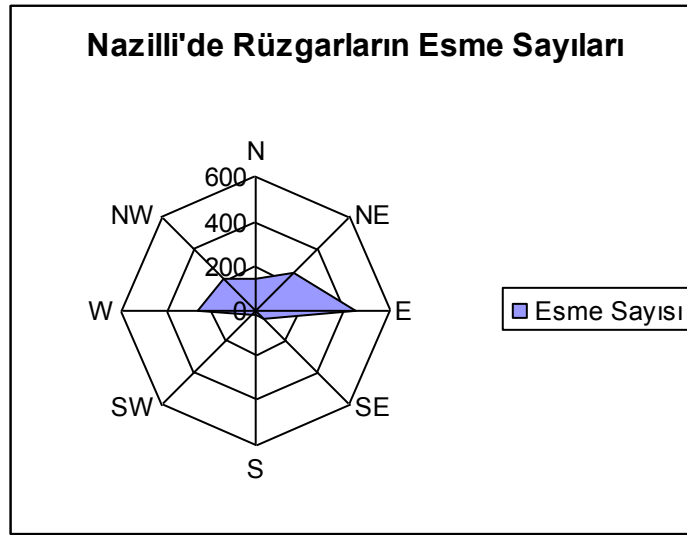 Nazilli'de Rüzgarların Esme Sayıları
N
600
NW
NE
400
200
W
0
E
Esme Sayısı
SW
SE
S